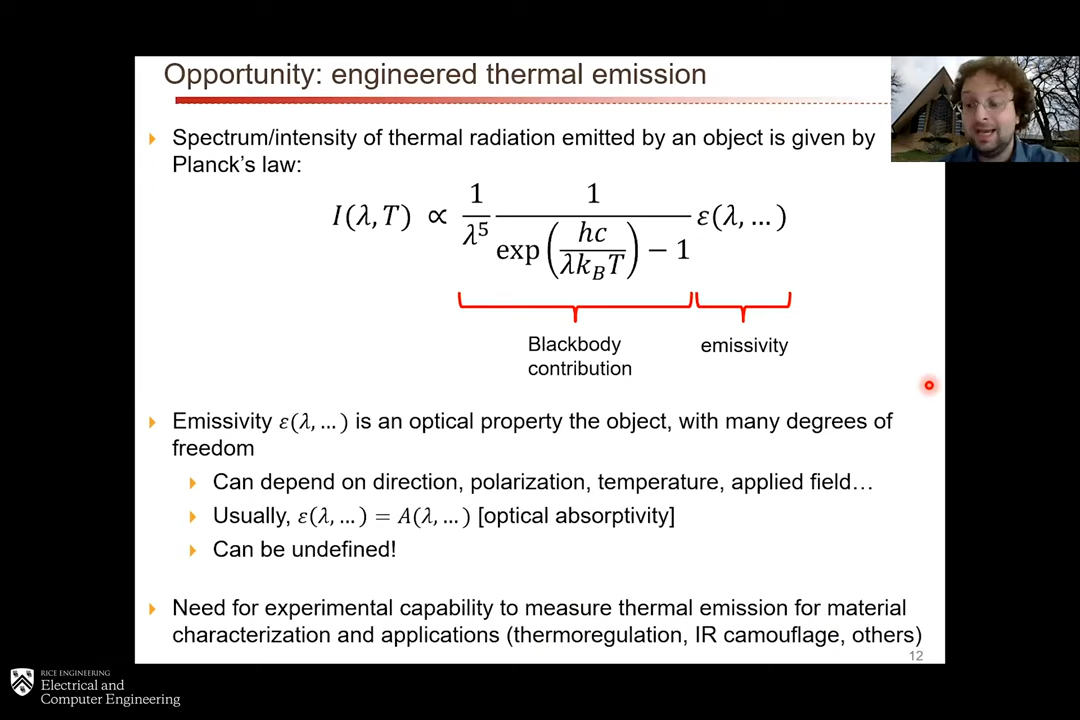 Opportunity: engineered thermal emission
Spectrum/intensity of thermal radiation emitted by an object is given by
Planck's law:
I(λ,T) ∝ 1/λ⁵ 1/(exp(hc/λk_BT) − 1) ε(λ, …)
Blackbody
contribution
emissivity
Emissivity ε(λ, …) is an optical property the object, with many degrees of
freedom
Can depend on direction, polarization, temperature, applied field…
Usually, ε(λ, …) = A(λ, …) [optical absorptivity]
Can be undefined!
Need for experimental capability to measure thermal emission for material
characterization and applications (thermoregulation, IR camouflage, others)
12
RICE ENGINEERING
Electrical and
Computer Engineering